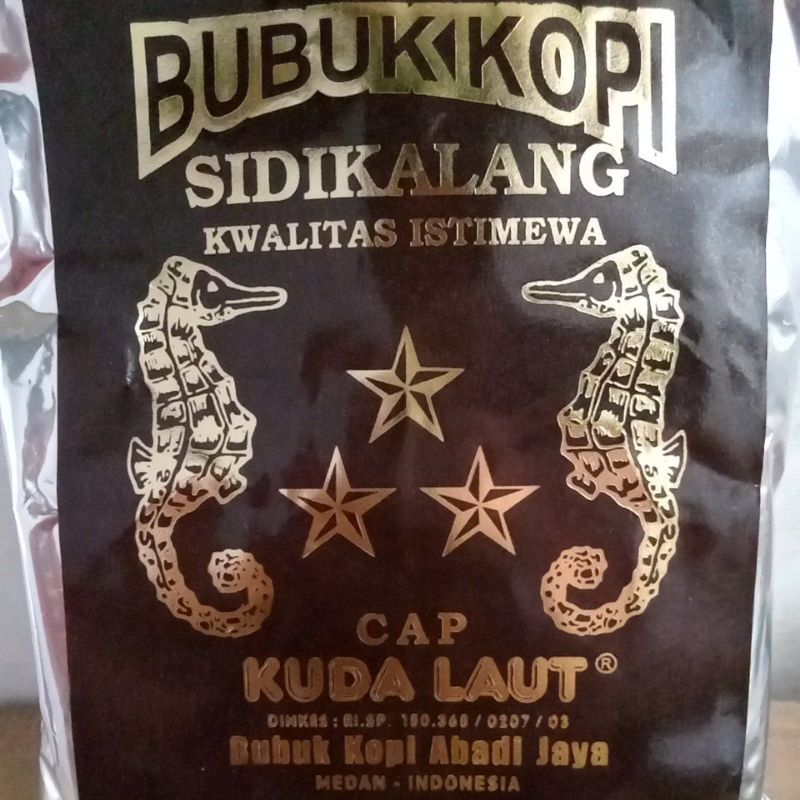 BUBUK KOPI
SIDIKALANG
KWALITAS ISTIMEWA
CAP
KUDA LAUT®
DINKES : RI.SP. 150.368 / 0207 / 03
Bubuk Kopi Abadi Jaya
MEDAN - INDONESIA